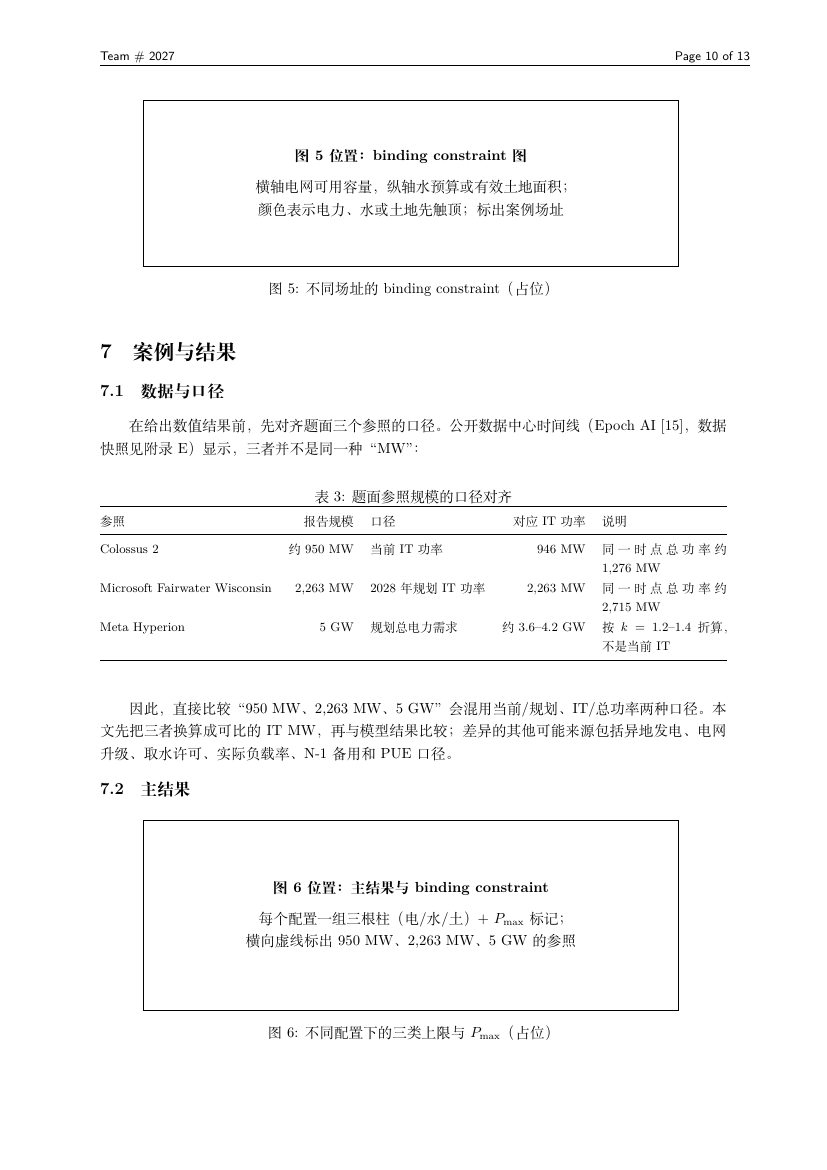 Team # 2027
Page 10 of 13
图 5 位置：binding constraint 图
横轴电网可用容量，纵轴水预算或有效土地面积；
颜色表示电力、水或土地先触顶；标出案例场址
图 5: 不同场址的 binding constraint（占位）
7 案例与结果
7.1 数据与口径
在给出数值结果前，先对齐题面三个参照的口径。公开数据中心时间线（Epoch AI [15]，数据
快照见附录 E）显示，三者并不是同一种 “MW”：
表 3: 题面参照规模的口径对齐
参照 报告规模 口径 对应 IT 功率 说明
Colossus 2 约 950 MW 当前 IT 功率 946 MW 同一时点总功率约
1,276 MW
Microsoft Fairwater Wisconsin 2,263 MW 2028 年规划 IT 功率 2,263 MW 同一时点总功率约
2,715 MW
Meta Hyperion 5 GW 规划总电力需求 约 3.6–4.2 GW 按 k = 1.2–1.4 折算，
不是当前 IT
因此，直接比较 “950 MW、2,263 MW、5 GW” 会混用当前/规划、IT/总功率两种口径。本
文先把三者换算成可比的 IT MW，再与模型结果比较；差异的其他可能来源包括异地发电、电网
升级、取水许可、实际负载率、N-1 备用和 PUE 口径。
7.2 主结果
图 6 位置：主结果与 binding constraint
每个配置一组三根柱（电/水/土）+ Pmax 标记；
横向虚线标出 950 MW、2,263 MW、5 GW 的参照
图 6: 不同配置下的三类上限与 Pmax（占位）